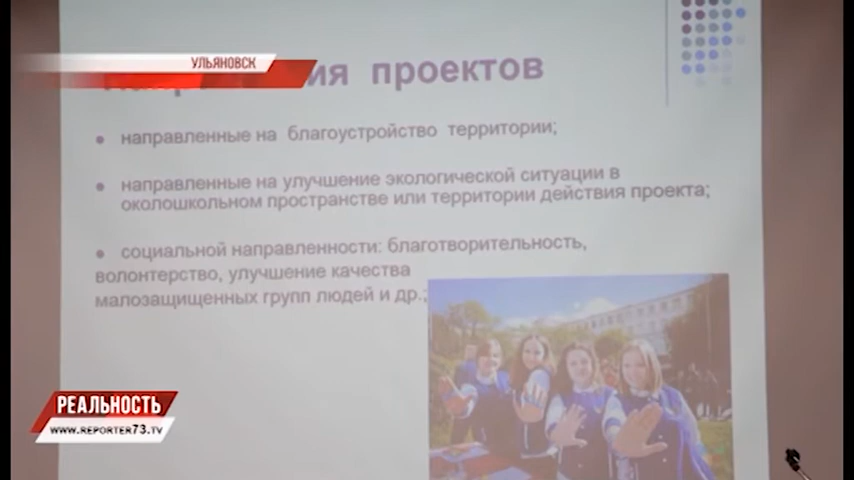 УЛЬЯНОВСК
проектов
направленные на благоустройство территории;
направленные на улучшение экологической ситуации в
околошкольном пространстве или территории действия проекта;
социальной направленности: благотворительность,
волонтерство, улучшение качества
малозащищенных групп людей и др.;
РЕАЛЬНОСТЬ
WWW.REPORTER73.TV